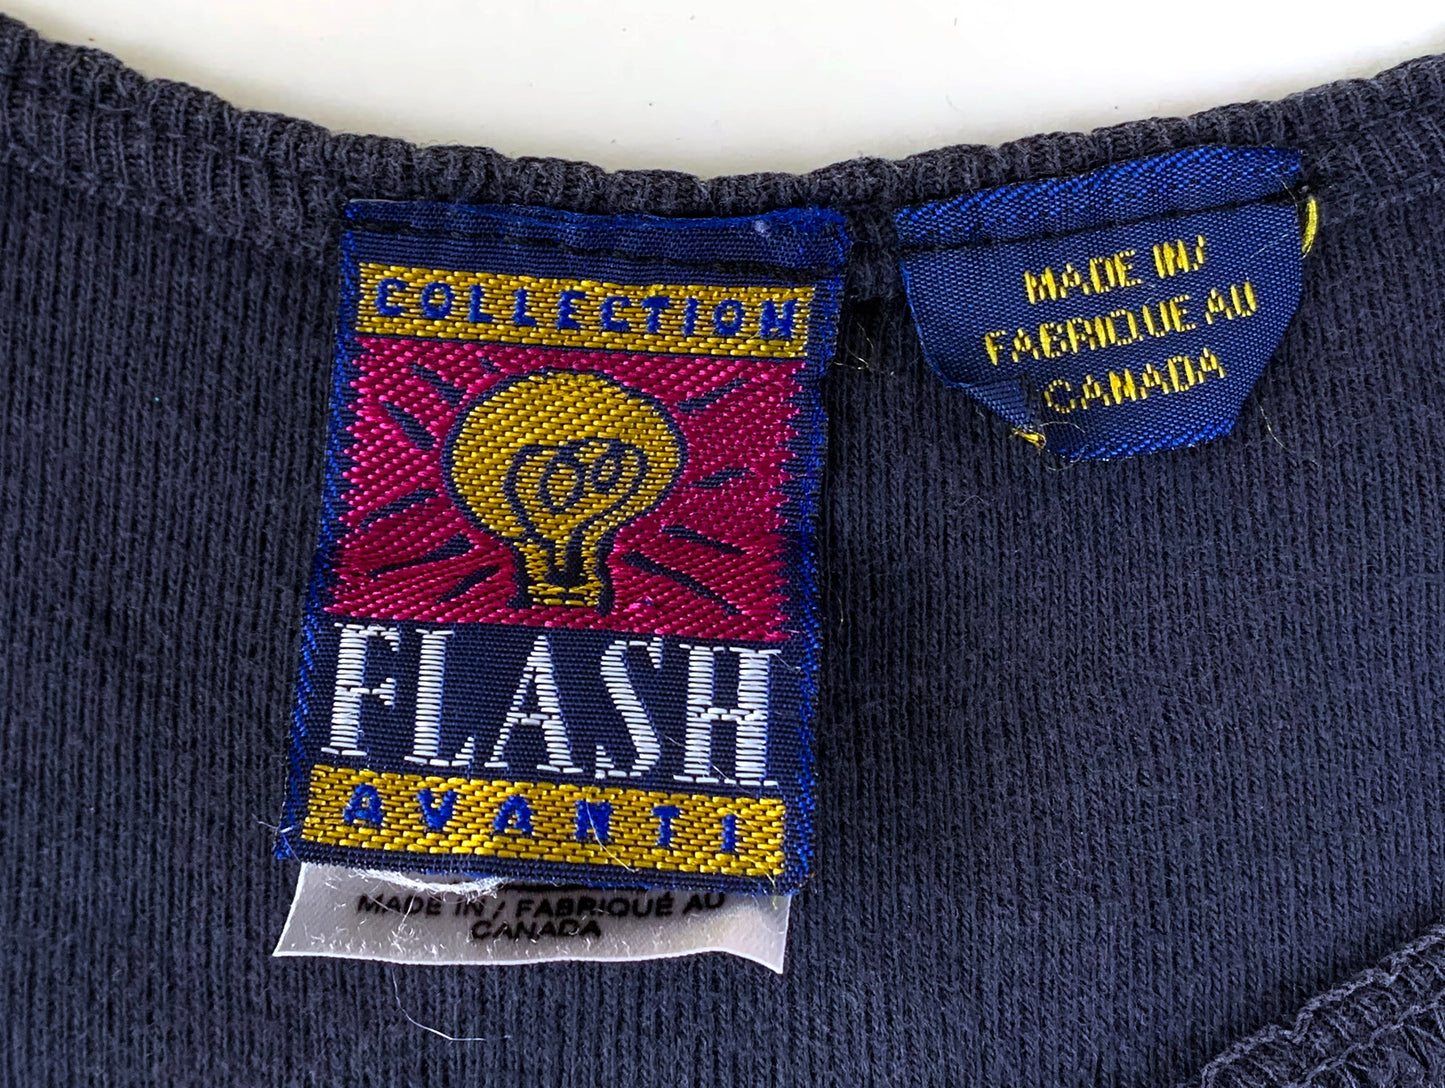 COLLECTION
FLASH
AVANTI
MADE IN / FABRIQUÉ AU
CANADA
MADE IN/
FABRIQUE AU
CANADA